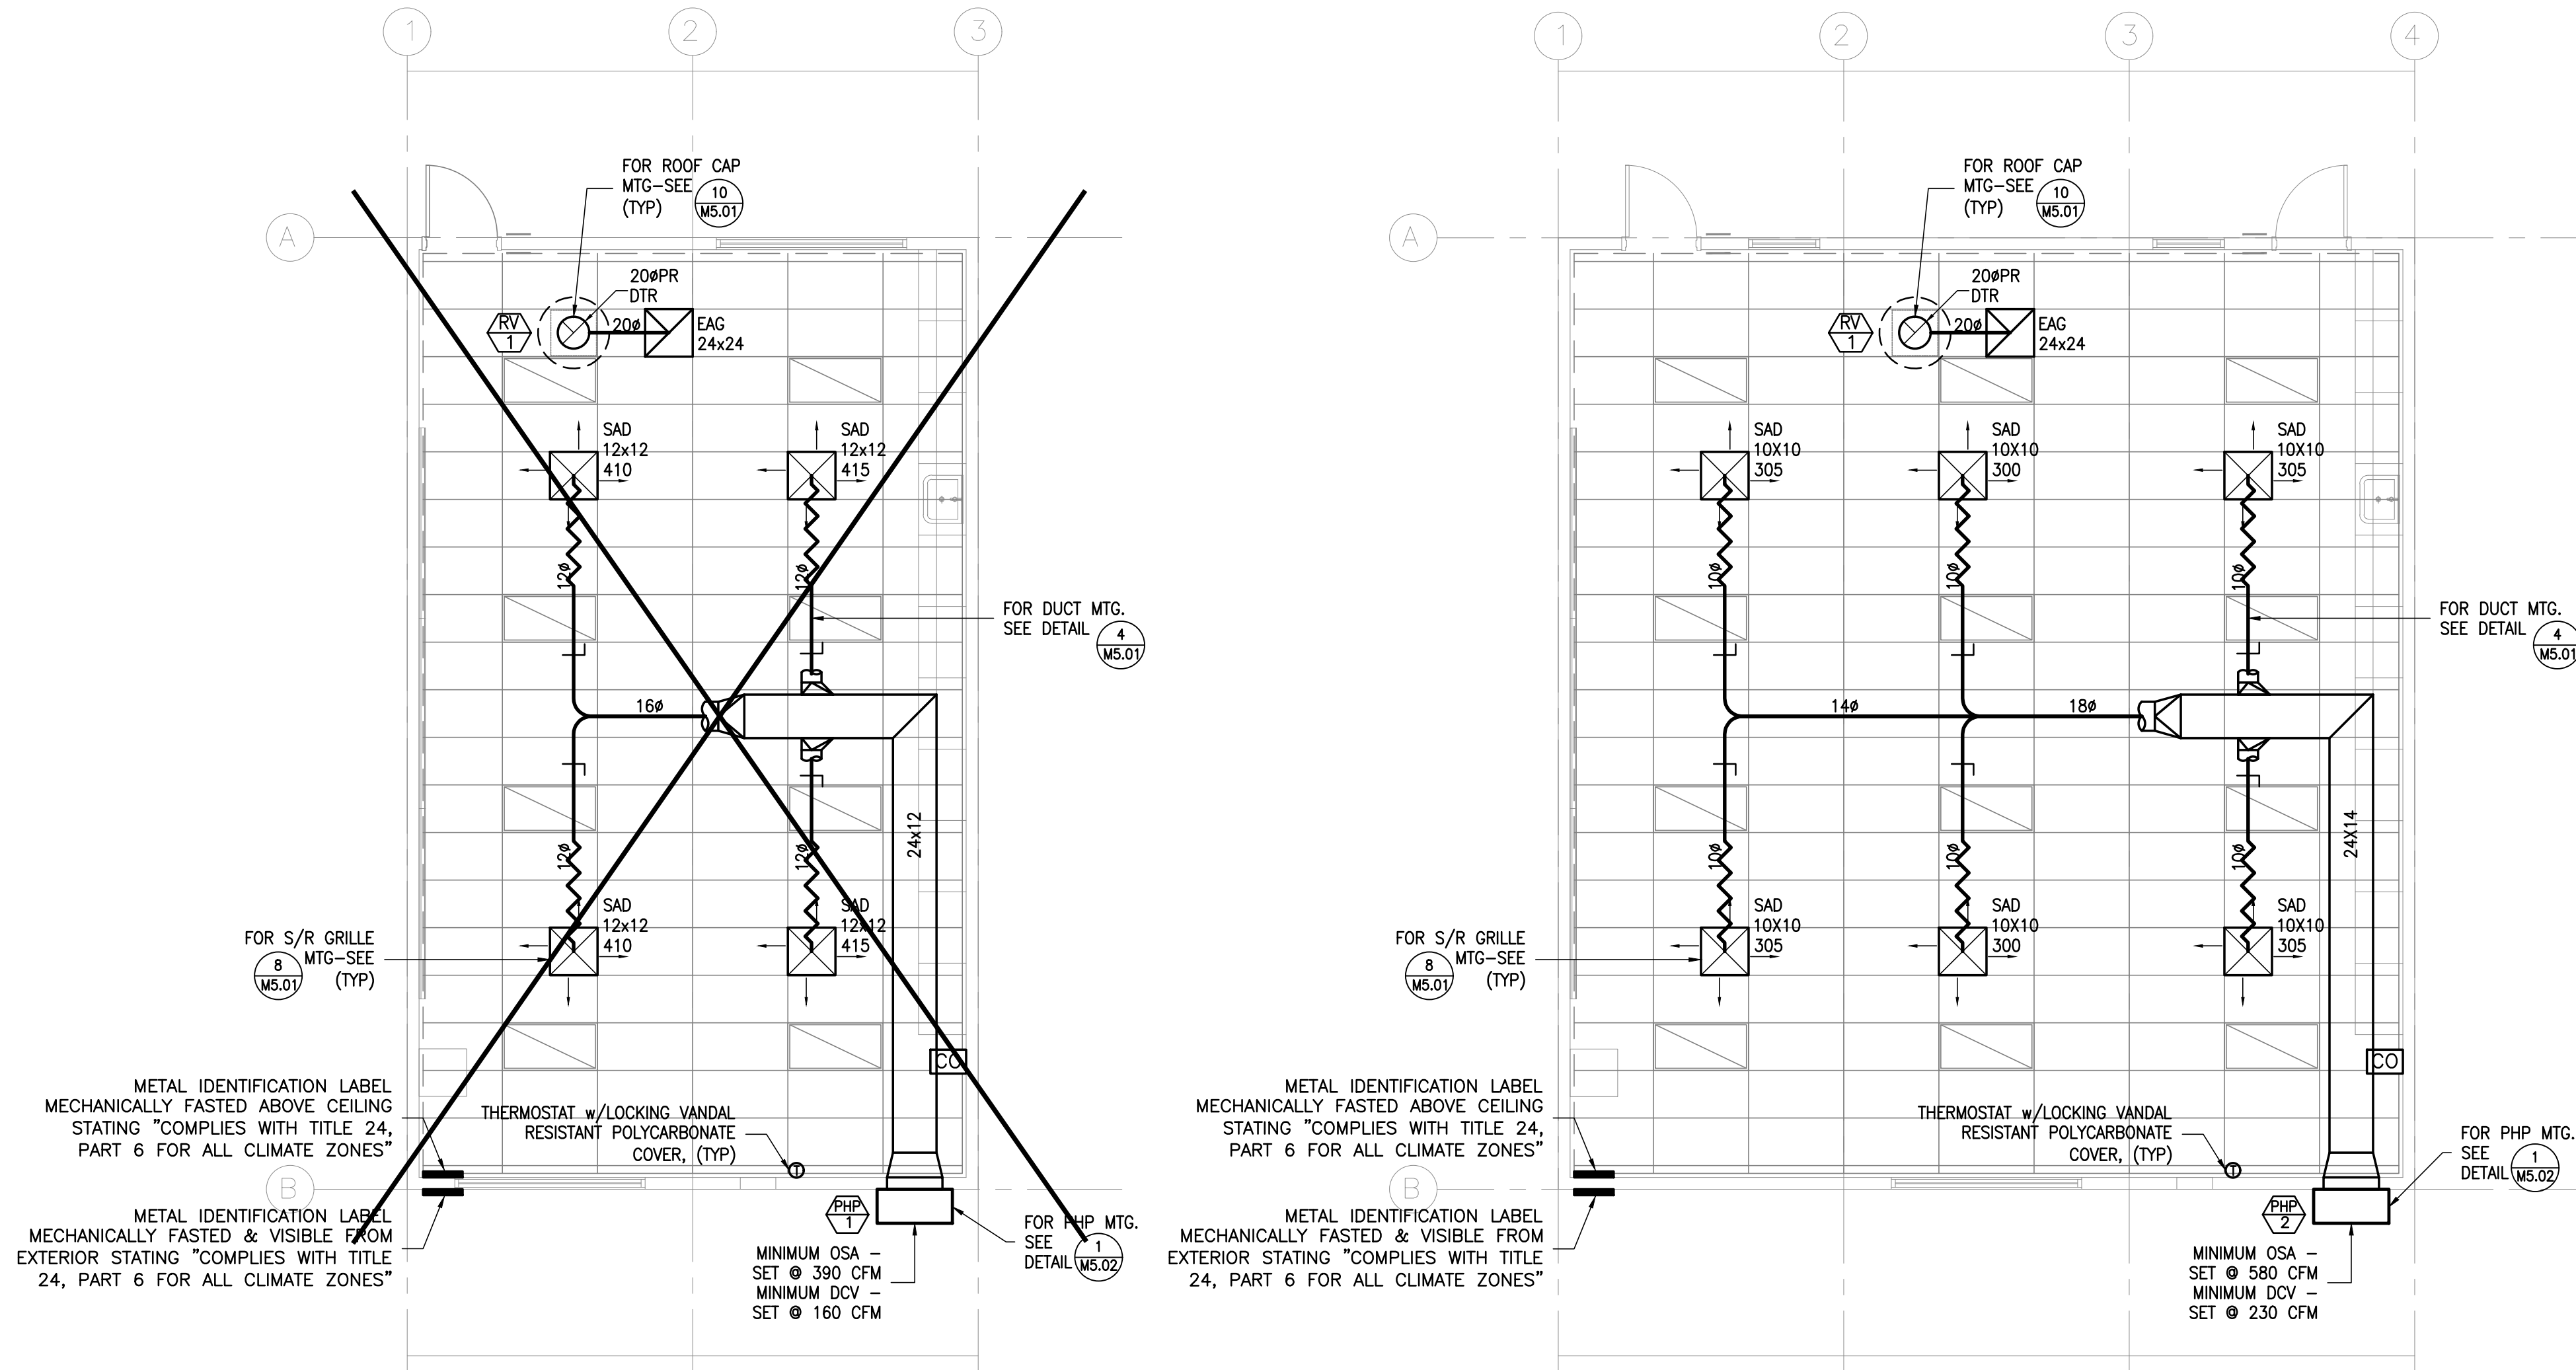 1
2
3
FOR ROOF CAP
MTG-SEE
(TYP)
10
M5.01
A
20øPR
DTR
RV
1
20ø
EAG
24x24
SAD
12x12
410
SAD
12x12
415
12ø
12ø
FOR DUCT MTG.
SEE DETAIL
4
M5.01
16ø
24x12
12ø
12ø
SAD
12x12
410
SAD
12x12
415
FOR S/R GRILLE
MTG-SEE
(TYP)
8
M5.01
CO
METAL IDENTIFICATION LABEL
MECHANICALLY FASTED ABOVE CEILING
STATING "COMPLIES WITH TITLE 24,
PART 6 FOR ALL CLIMATE ZONES"
THERMOSTAT w/LOCKING VANDAL
RESISTANT POLYCARBONATE
COVER, (TYP)
T
B
METAL IDENTIFICATION LABEL
MECHANICALLY FASTED & VISIBLE FROM
EXTERIOR STATING "COMPLIES WITH TITLE
24, PART 6 FOR ALL CLIMATE ZONES"
PHP
1
FOR PHP MTG.
SEE
DETAIL
1
M5.02
MINIMUM OSA -
SET @ 390 CFM
MINIMUM DCV -
SET @ 160 CFM
1
2
3
4
FOR ROOF CAP
MTG-SEE
(TYP)
10
M5.01
A
20øPR
DTR
RV
1
20ø
EAG
24x24
SAD
10X10
305
SAD
10X10
300
SAD
10X10
305
10ø
10ø
10ø
FOR DUCT MTG.
SEE DETAIL
4
M5.01
14ø
18ø
24X14
10ø
10ø
10ø
SAD
10X10
305
SAD
10X10
300
SAD
10X10
305
FOR S/R GRILLE
MTG-SEE
(TYP)
8
M5.01
CO
METAL IDENTIFICATION LABEL
MECHANICALLY FASTED ABOVE CEILING
STATING "COMPLIES WITH TITLE 24,
PART 6 FOR ALL CLIMATE ZONES"
THERMOSTAT w/LOCKING VANDAL
RESISTANT POLYCARBONATE
COVER, (TYP)
T
FOR PHP MTG.
SEE
DETAIL
1
M5.02
B
METAL IDENTIFICATION LABEL
MECHANICALLY FASTED & VISIBLE FROM
EXTERIOR STATING "COMPLIES WITH TITLE
24, PART 6 FOR ALL CLIMATE ZONES"
PHP
2
MINIMUM OSA -
SET @ 580 CFM
MINIMUM DCV -
SET @ 230 CFM